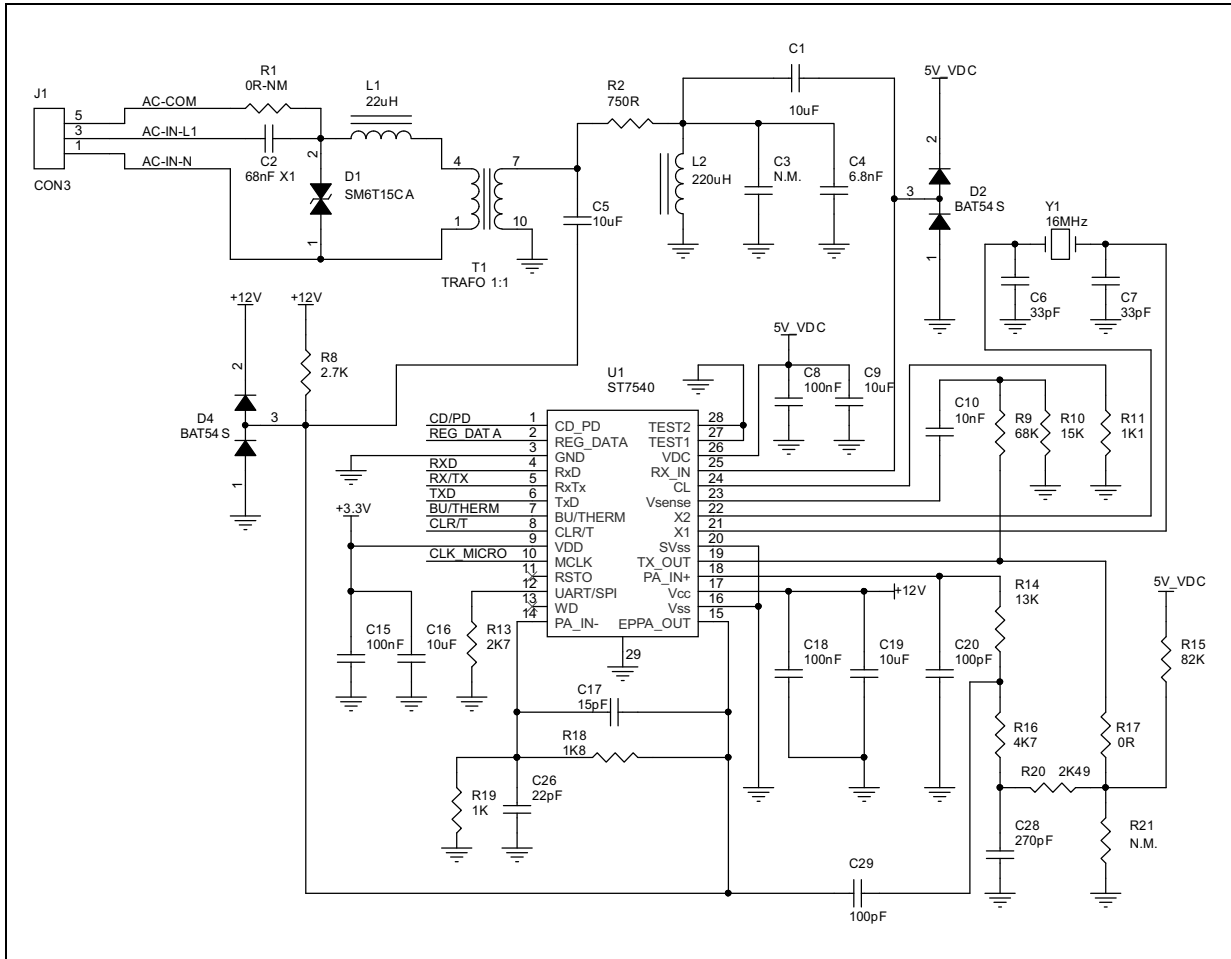 C1
10uF
5V_VDC
R1
0R-NM
L1
22uH
R2
750R
J1
AC-COM
5
AC-IN-L1
3
AC-IN-N
1
CON3
C2
68nF X1
2
D1
SM6T15CA
1
4
7
1
10
T1
TRAFO 1:1
C5
10uF
L2
220uH
C3
N.M.
C4
6.8nF
2
3
D2
BAT54S
1
Y1
16MHz
C6
33pF
C7
33pF
+12V
+12V
R8
2.7K
2
D4
BAT54S
3
1
5V_VDC
C8
100nF
C9
10uF
C10
10nF
R9
68K
R10
15K
R11
1K1
U1
ST7540
CD/PD 1 CD_PD TEST2 28
REG_DATA 2 REG_DATA TEST1 27
3 GND VDC 26
RXD 4 RxD RX_IN 25
RX/TX 5 RxTx CL 24
TXD 6 TxD Vsense 23
BU/THERM 7 BU/THERM X2 22
CLR/T 8 CLR/T X1 21
9 VDD SVss 20
CLK_MICRO 10 MCLK TX_OUT 19
11 RSTO PA_IN+ 18
12 UART/SPI Vcc 17
13 WD Vss 16
14 PA_IN- EP PA_OUT 15
29
+3.3V
+12V
C15
100nF
C16
10uF
R13
2K7
C18
100nF
C19
10uF
C20
100pF
R14
13K
5V_VDC
R15
82K
C17
15pF
R18
1K8
R19
1K
C26
22pF
R16
4K7
R17
0R
R20 2K49
C28
270pF
R21
N.M.
C29
100pF